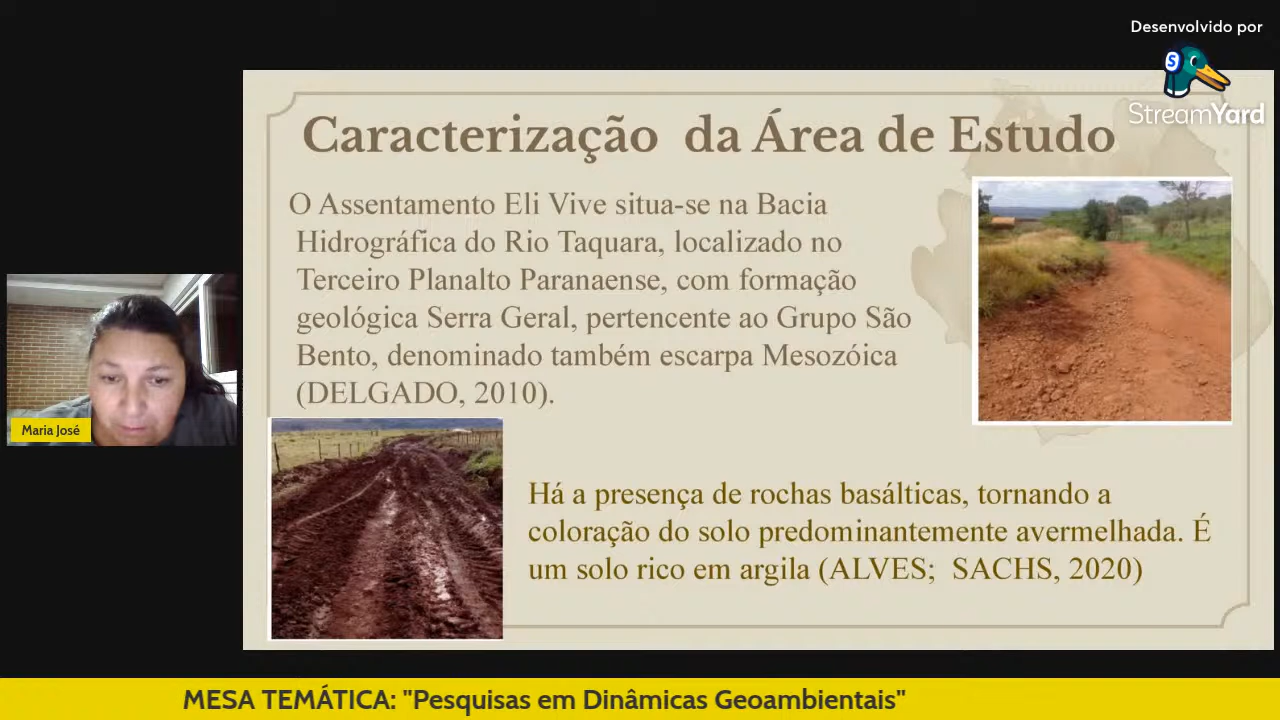 Desenvolvido por
S
StreamYard
Caracterização da Área de Estudo
O Assentamento Eli Vive situa-se na Bacia
Hidrográfica do Rio Taquara, localizado no
Terceiro Planalto Paranaense, com formação
geológica Serra Geral, pertencente ao Grupo São
Bento, denominado também escarpa Mesozóica
(DELGADO, 2010).
Há a presença de rochas basálticas, tornando a
coloração do solo predominantemente avermelhada. É
um solo rico em argila (ALVES; SACHS, 2020)
Maria José
MESA TEMÁTICA: "Pesquisas em Dinâmicas Geoambientais"